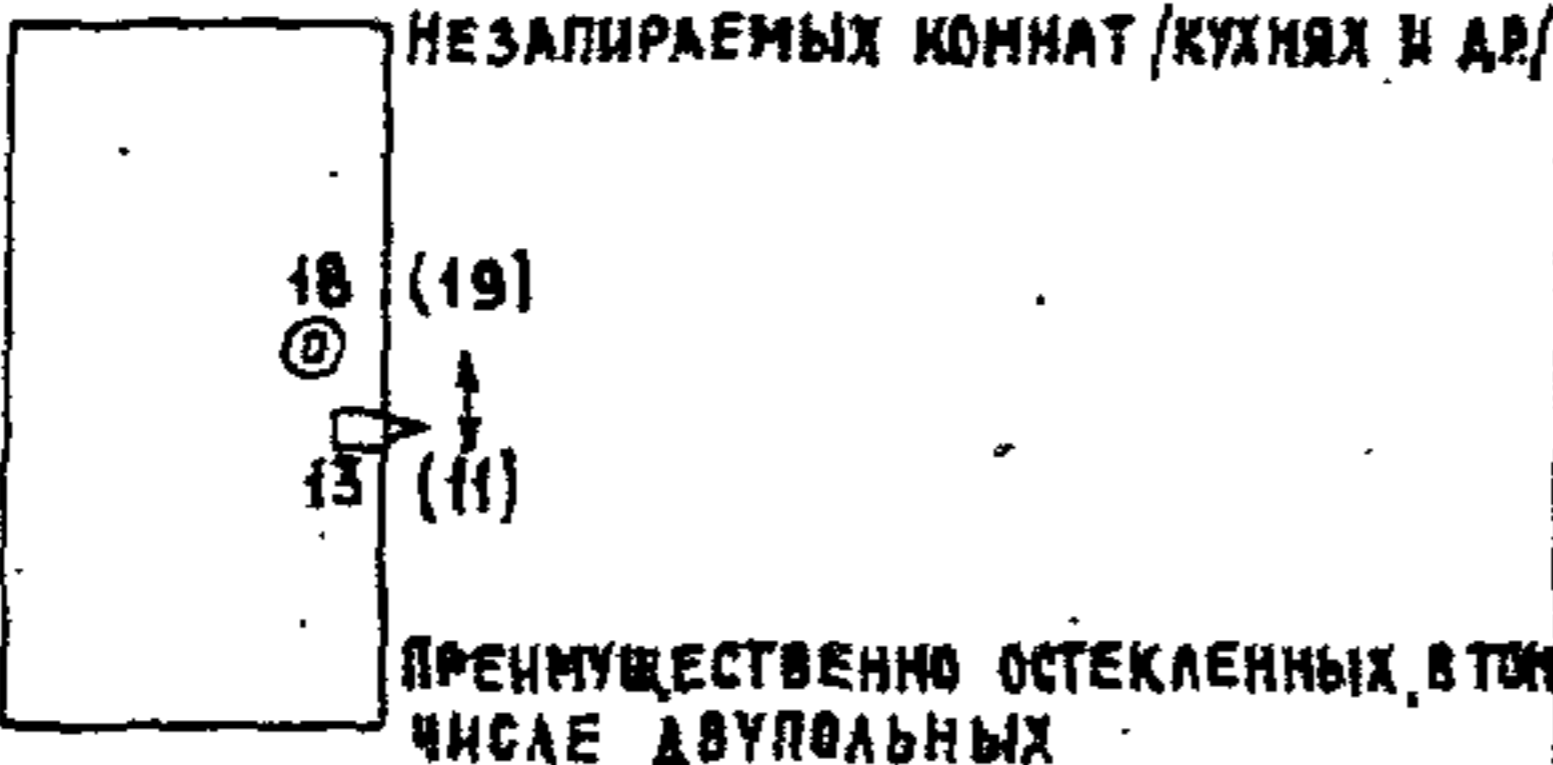 НЕЗАПИРАЕМЫХ КОМНАТ /КУХНЯХ И ДР./
18 (19)
13 (11)
ПРЕИМУЩЕСТВЕННО ОСТЕКЛЕННЫХ, В ТОМ
ЧИСЛЕ ДВУПОЛЬНЫХ